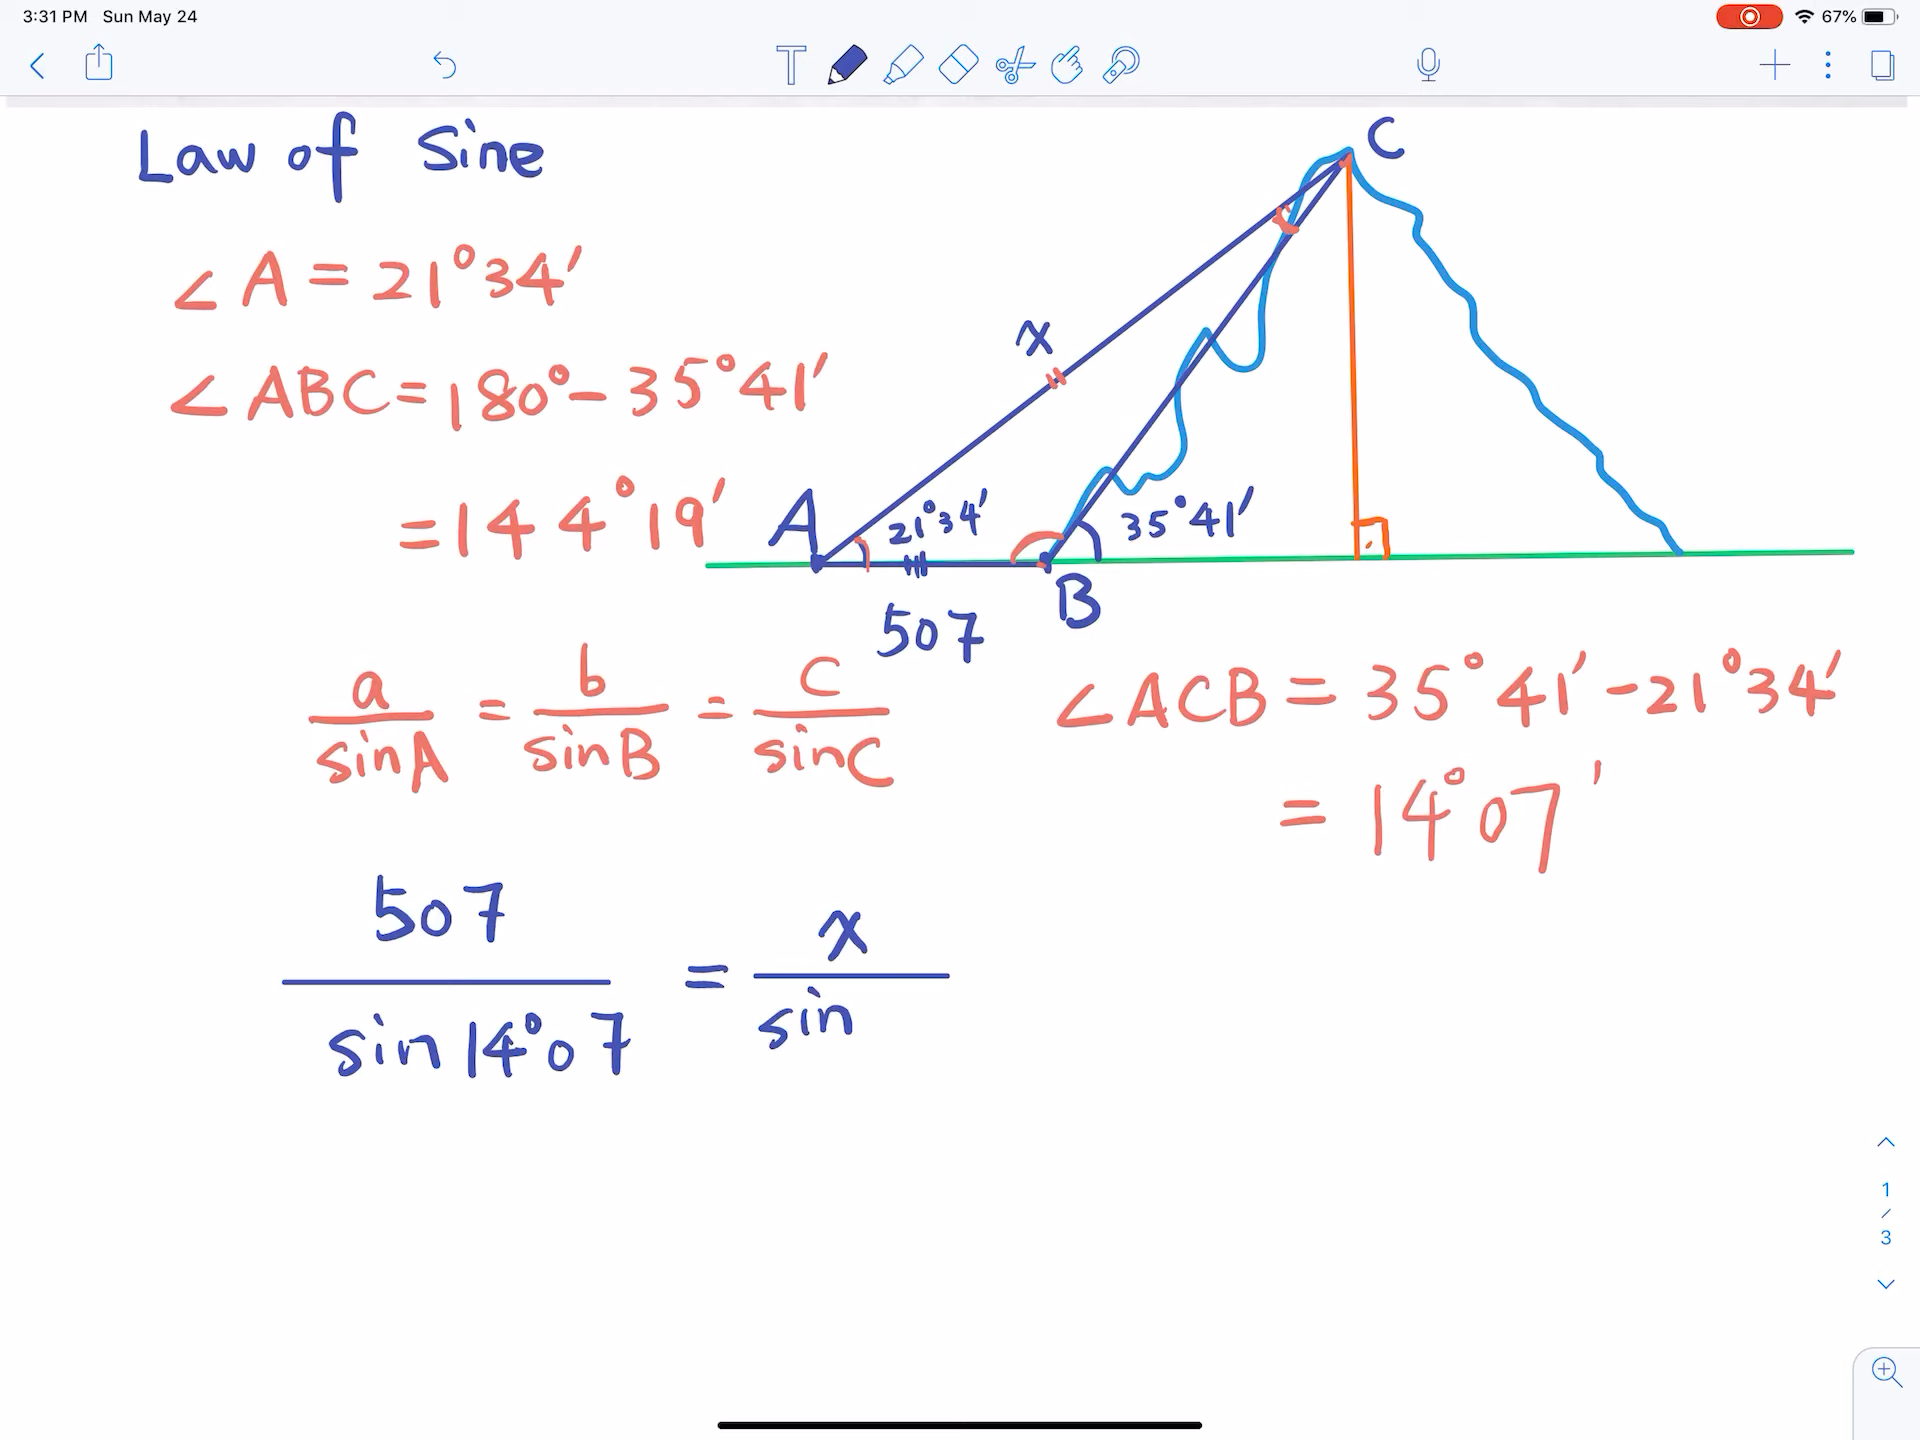 3:31 PM Sun May 24
67%
T
Law of Sine
C
∠A = 21°34'
x
∠ABC = 180° - 35°41'
= 144°19'
A
21°34'
35°41'
B
507
a/sinA = b/sinB = c/sinC
∠ACB = 35°41' - 21°34'
= 14°07'
507/sin14°07 = x/sin
1
/
3